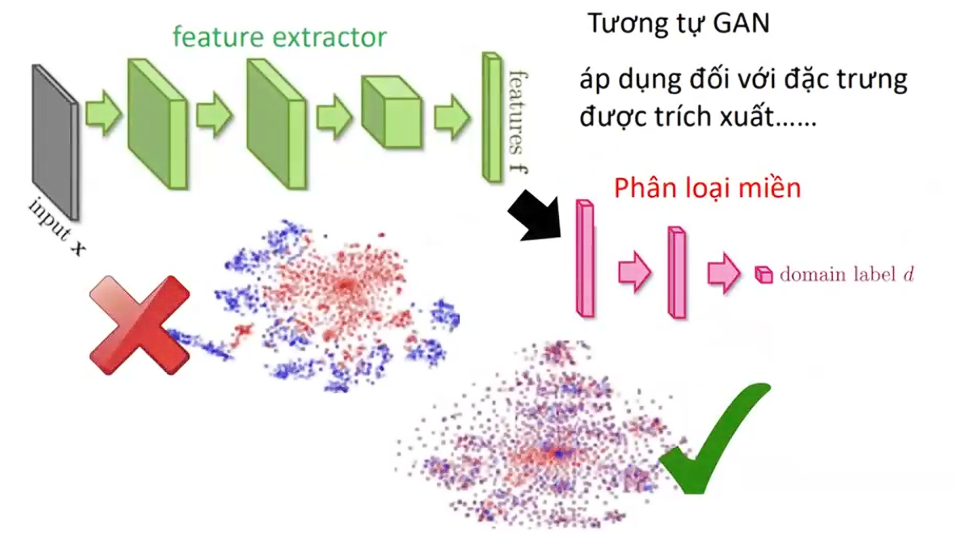 Tương tự GAN
feature extractor
áp dụng đối với đặc trưng
được trích xuất......
features f
input x
Phân loại miền
domain label d